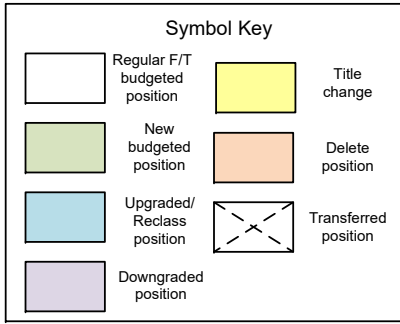 Symbol Key
Regular F/T
budgeted
position
New
budgeted
position
Upgraded/
Reclass
position
Downgraded
position
Title
change
Delete
position
Transferred
position